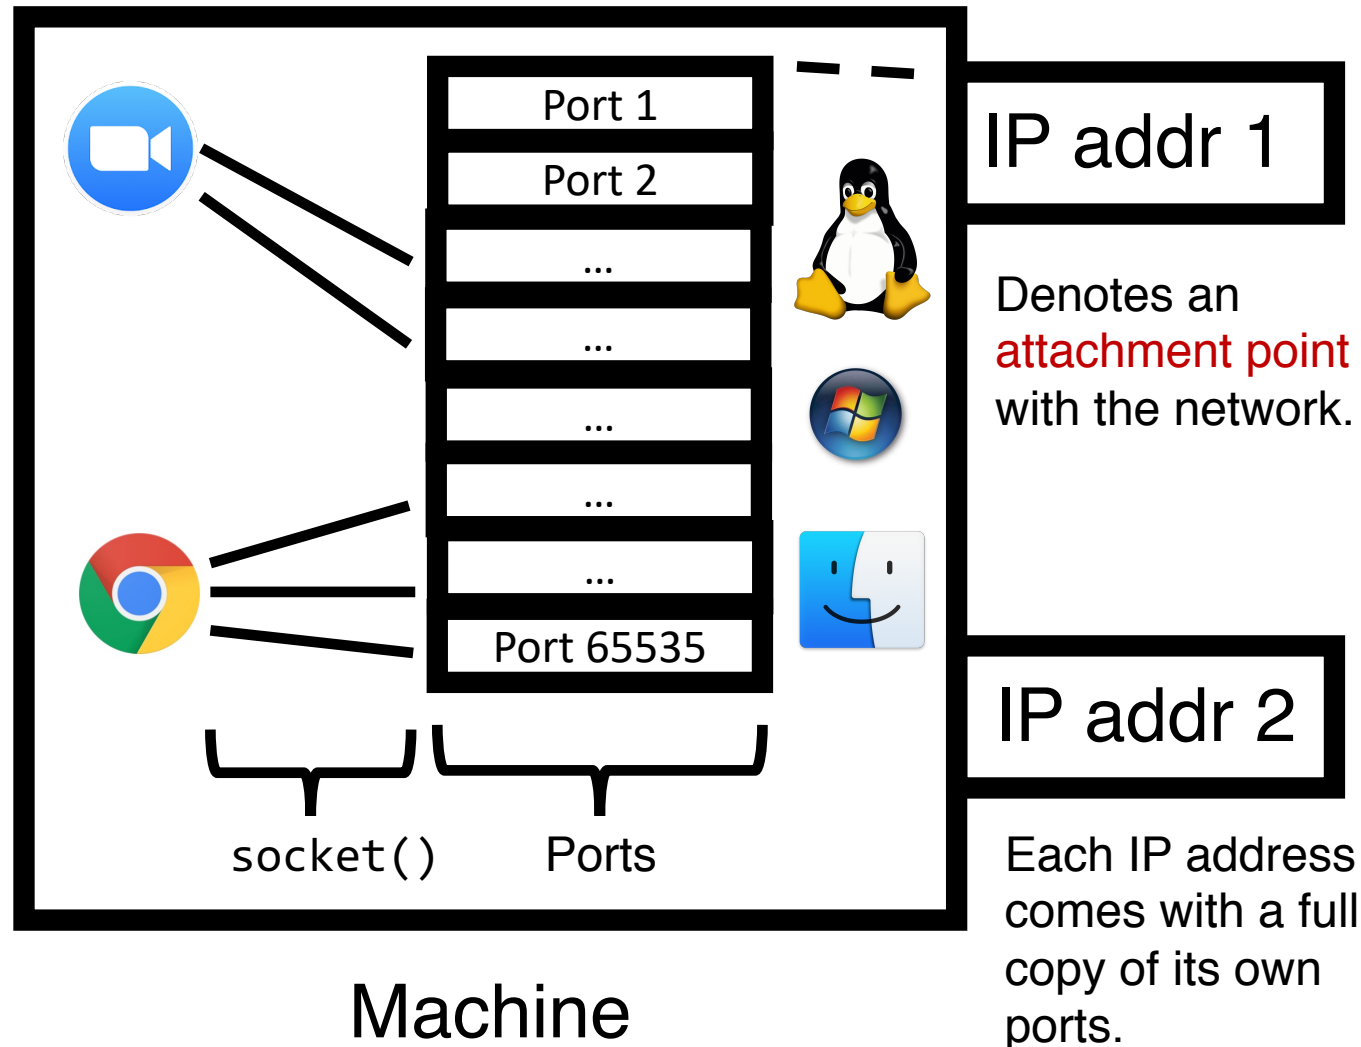 Port 1
Port 2
...
...
...
...
...
Port 65535
socket()
Ports
Machine
IP addr 1
Denotes an
attachment point
with the network.
IP addr 2
Each IP address
comes with a full
copy of its own
ports.